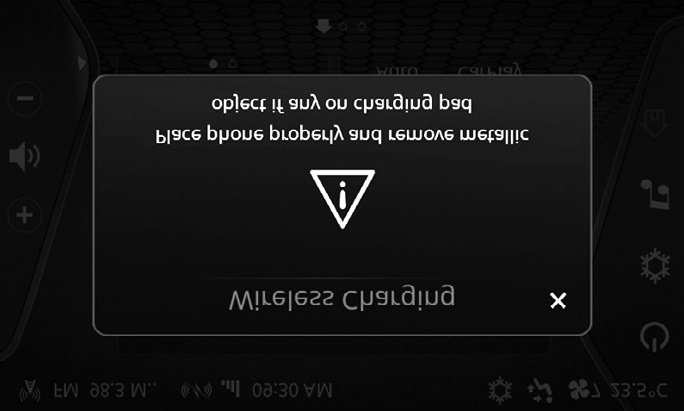 FM 98.3 M.. 09:30 AM 7 23.5°C
Wireless Charging
Place phone properly and remove metallic
object if any on charging pad
Auto CarPlay